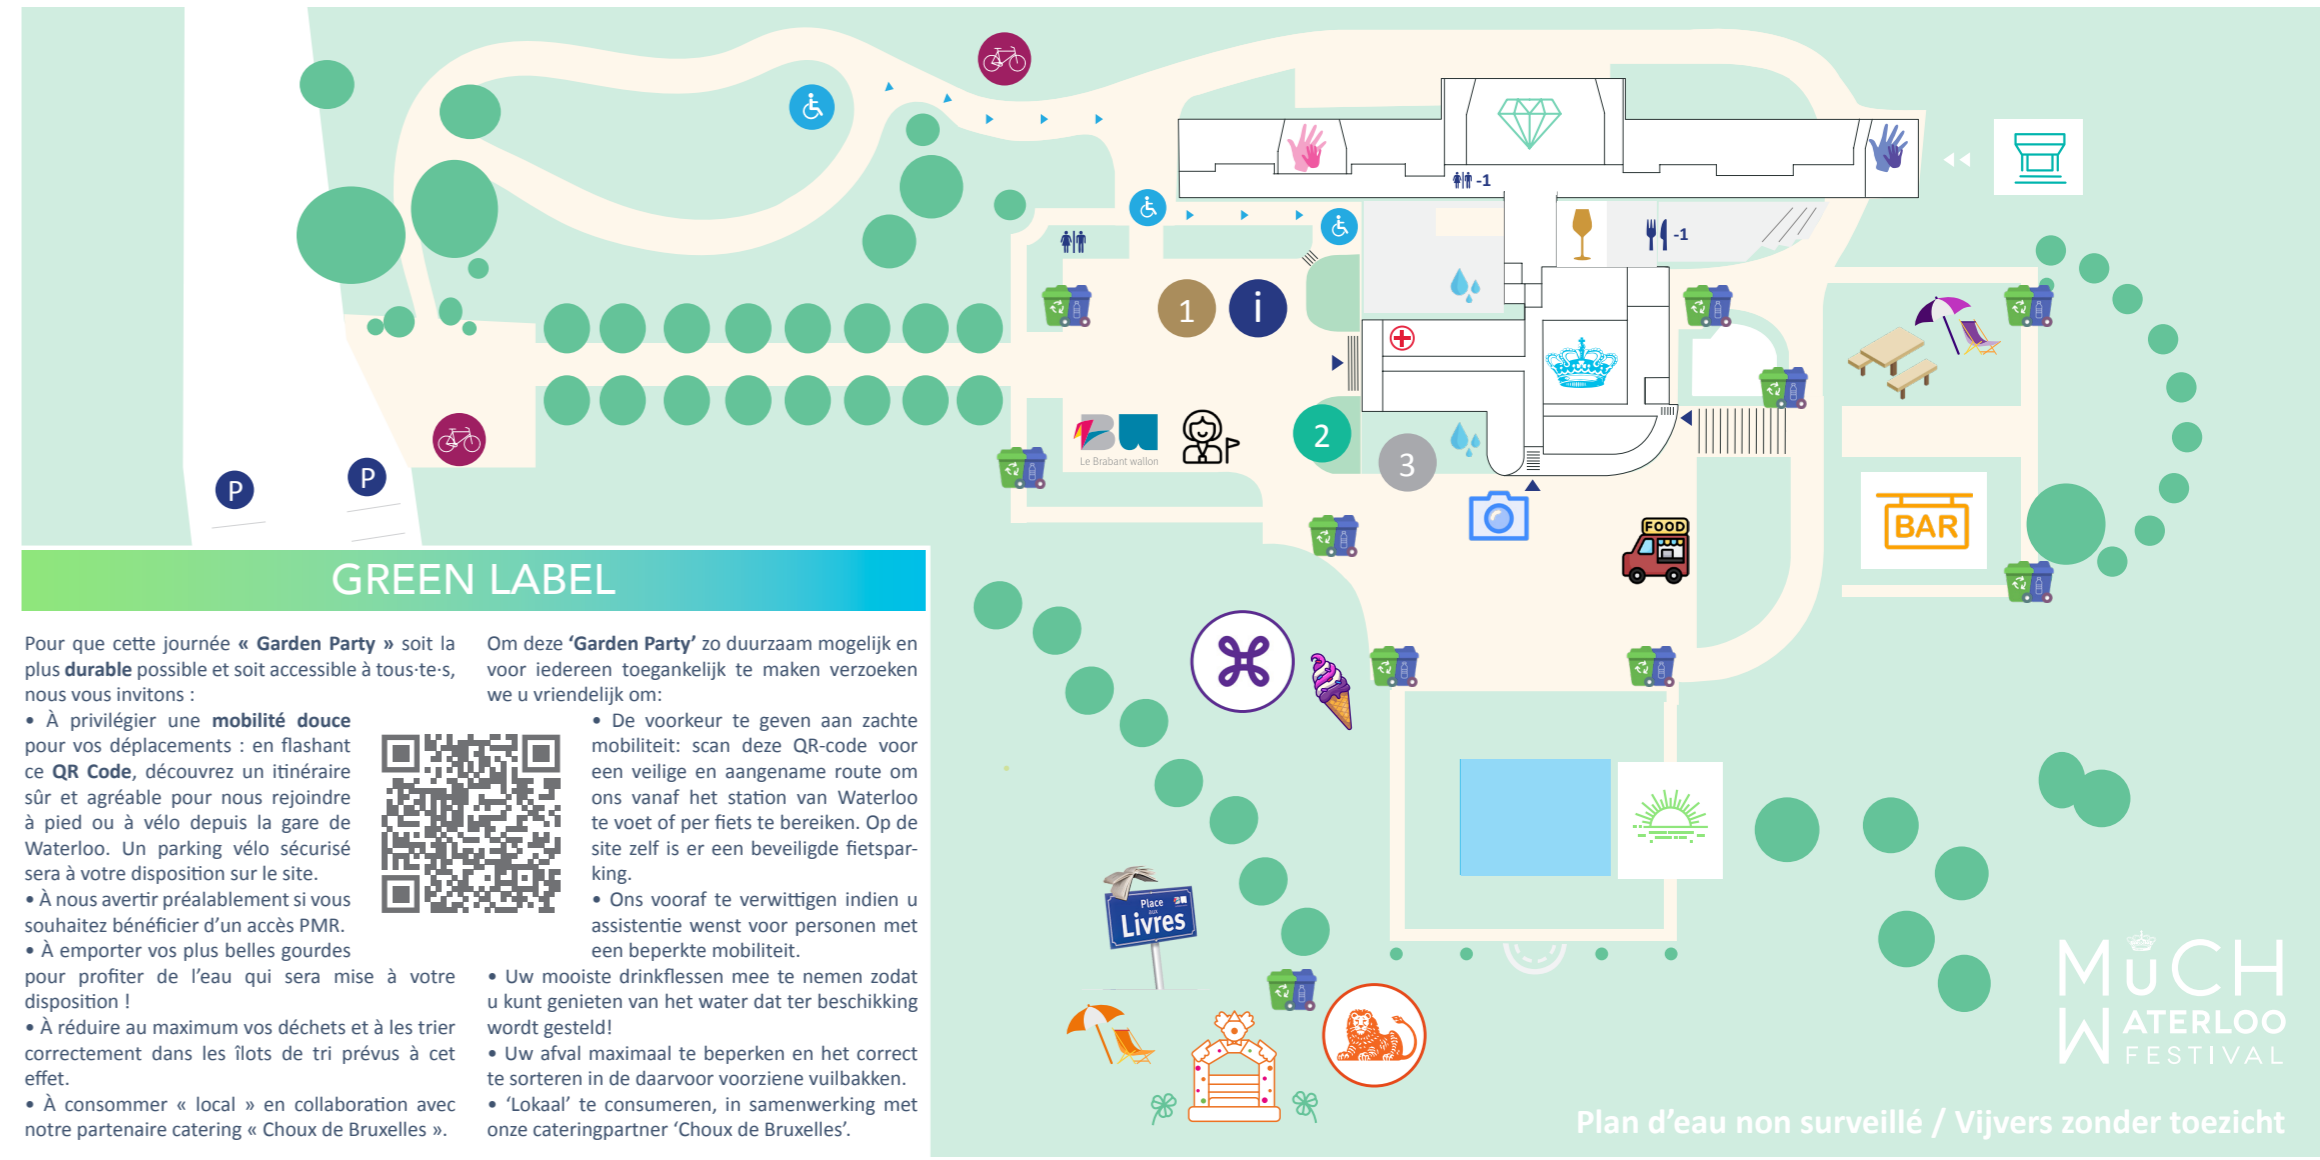 -1
-1
1
i
2
3
Le Brabant wallon
P
P
FOOD
BAR
GREEN LABEL
Pour que cette journée « Garden Party » soit la
plus durable possible et soit accessible à tous·te·s,
nous vous invitons :
• À privilégier une mobilité douce
pour vos déplacements : en flashant
ce QR Code, découvrez un itinéraire
sûr et agréable pour nous rejoindre
à pied ou à vélo depuis la gare de
Waterloo. Un parking vélo sécurisé
sera à votre disposition sur le site.
• À nous avertir préalablement si vous
souhaitez bénéficier d’un accès PMR.
• À emporter vos plus belles gourdes
pour profiter de l’eau qui sera mise à votre
disposition !
• À réduire au maximum vos déchets et à les trier
correctement dans les îlots de tri prévus à cet
effet.
• À consommer « local » en collaboration avec
notre partenaire catering « Choux de Bruxelles ».
Om deze ‘Garden Party’ zo duurzaam mogelijk en
voor iedereen toegankelijk te maken verzoeken
we u vriendelijk om:
• De voorkeur te geven aan zachte
mobiliteit: scan deze QR-code voor
een veilige en aangename route om
ons vanaf het station van Waterloo
te voet of per fiets te bereiken. Op de
site zelf is er een beveiligde fietspar-
king.
• Ons vooraf te verwittigen indien u
assistentie wenst voor personen met
een beperkte mobiliteit.
• Uw mooiste drinkflessen mee te nemen zodat
u kunt genieten van het water dat ter beschikking
wordt gesteld!
• Uw afval maximaal te beperken en het correct
te sorteren in de daarvoor voorziene vuilbakken.
• ‘Lokaal’ te consumeren, in samenwerking met
onze cateringpartner ‘Choux de Bruxelles’.
Place
aux
Livres
MUCH
WATERLOO
FESTIVAL
Plan d’eau non surveillé / Vijvers zonder toezicht